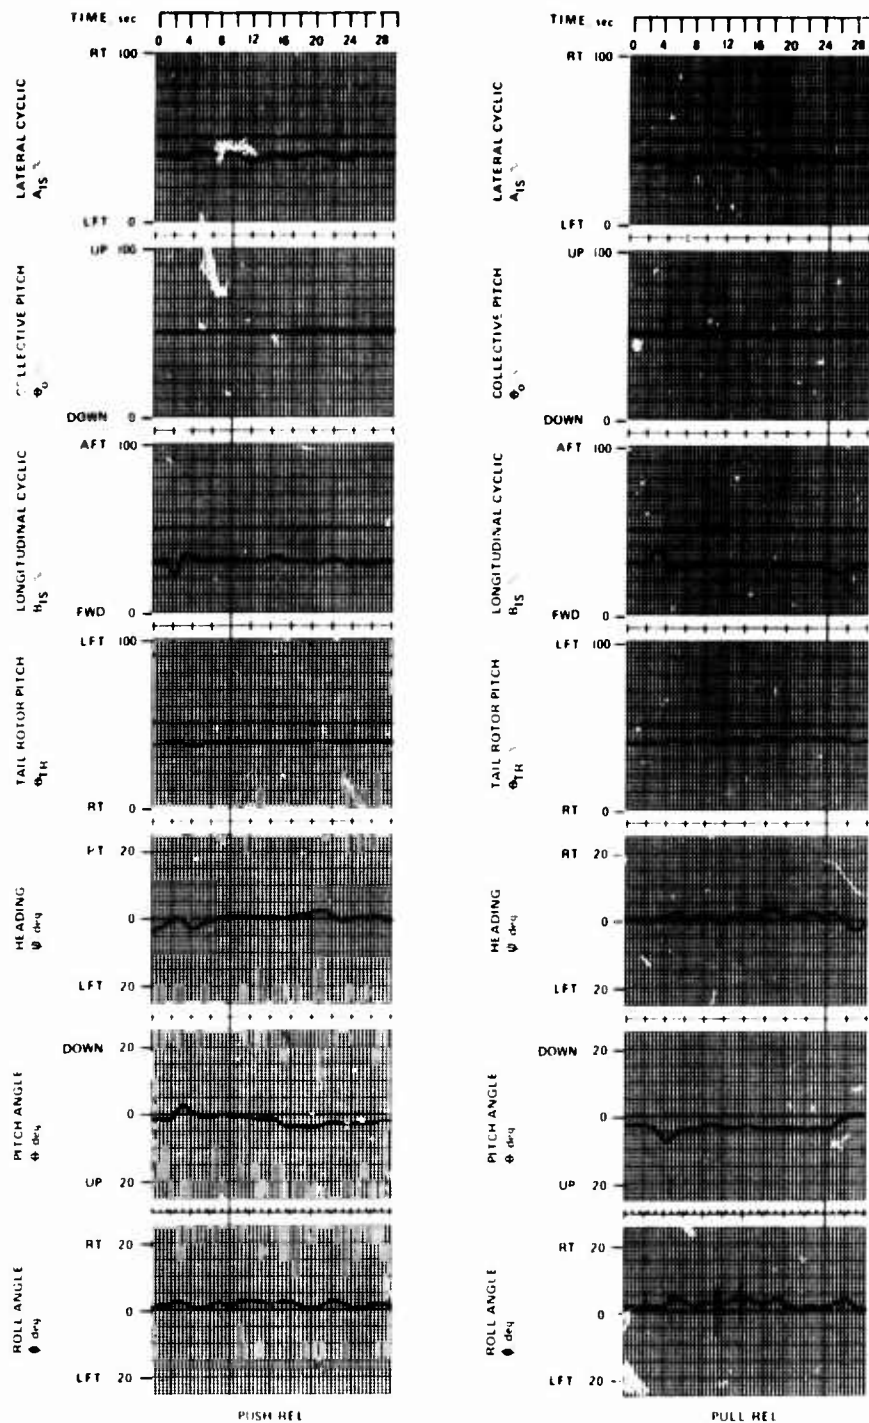 TIME sec
0 4 8 12 16 20 24 28
RT 100
LATERAL CYCLIC
A1S
LFT 0
UP 100
COLLECTIVE PITCH
θo
DOWN 0
AFT 100
LONGITUDINAL CYCLIC
B1S
FWD 0
LFT 100
TAIL ROTOR PITCH
θTR
RT 0
RT 20
HEADING
ψ deg
0
LFT 20
DOWN 20
PITCH ANGLE
θ deg
0
UP 20
RT 20
ROLL ANGLE
ϕ deg
0
LFT 20
PUSH REL
TIME sec
0 4 8 12 16 20 24 28
RT 100
LATERAL CYCLIC
A1S
LFT 0
UP 100
COLLECTIVE PITCH
θo
DOWN 0
AFT 100
LONGITUDINAL CYCLIC
B1S
FWD 0
LFT 100
TAIL ROTOR PITCH
θTR
RT 0
RT 20
HEADING
ψ deg
0
LFT 20
DOWN 20
PITCH ANGLE
θ deg
0
UP 20
RT 20
ROLL ANGLE
ϕ deg
0
LFT 20
PULL REL